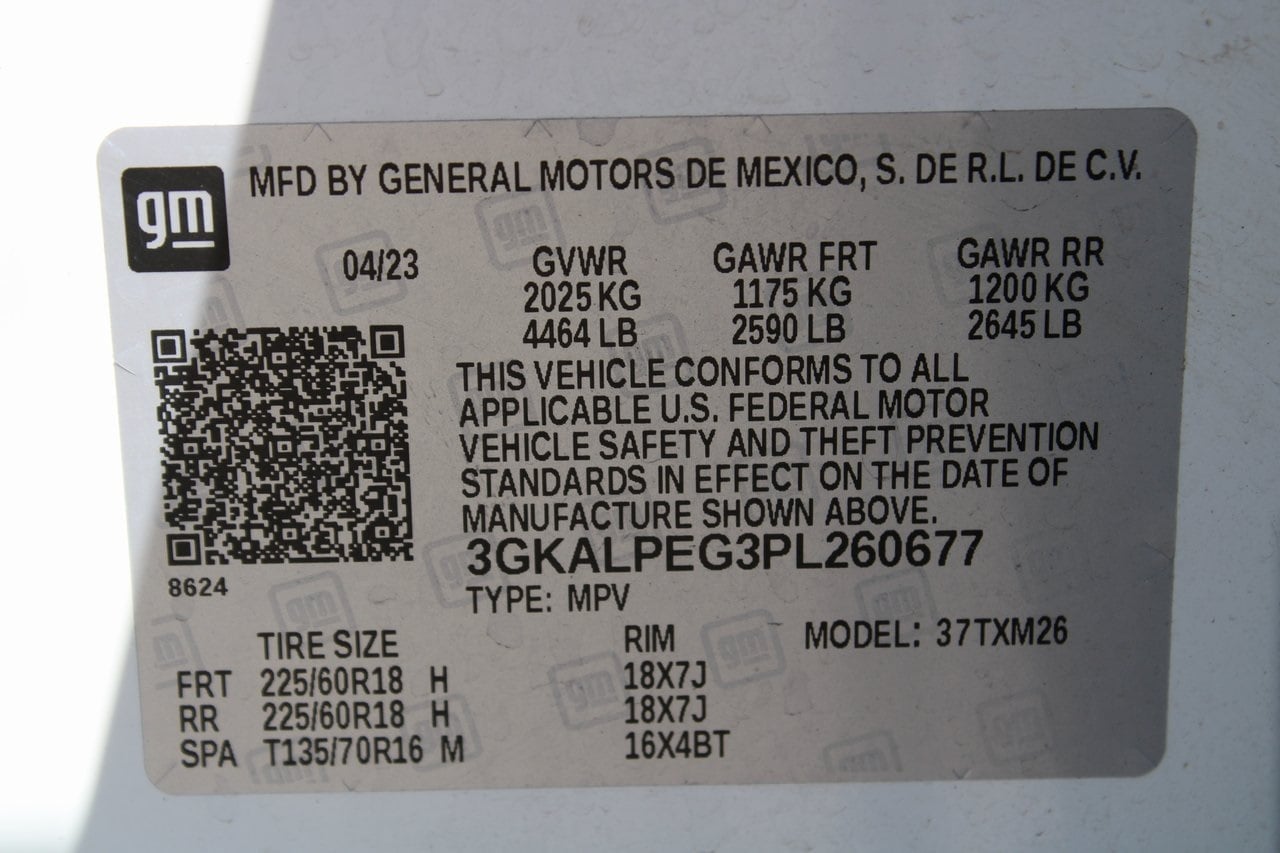 gm
MFD BY GENERAL MOTORS DE MEXICO, S. DE R.L. DE C.V.
04/23 GVWR GAWR FRT GAWR RR
2025 KG 1175 KG 1200 KG
4464 LB 2590 LB 2645 LB
THIS VEHICLE CONFORMS TO ALL
APPLICABLE U.S. FEDERAL MOTOR
VEHICLE SAFETY AND THEFT PREVENTION
STANDARDS IN EFFECT ON THE DATE OF
MANUFACTURE SHOWN ABOVE.
3GKALPEG3PL260677
8624
TYPE: MPV
TIRE SIZE RIM MODEL: 37TXM26
FRT 225/60R18 H 18X7J
RR 225/60R18 H 18X7J
SPA T135/70R16 M 16X4BT